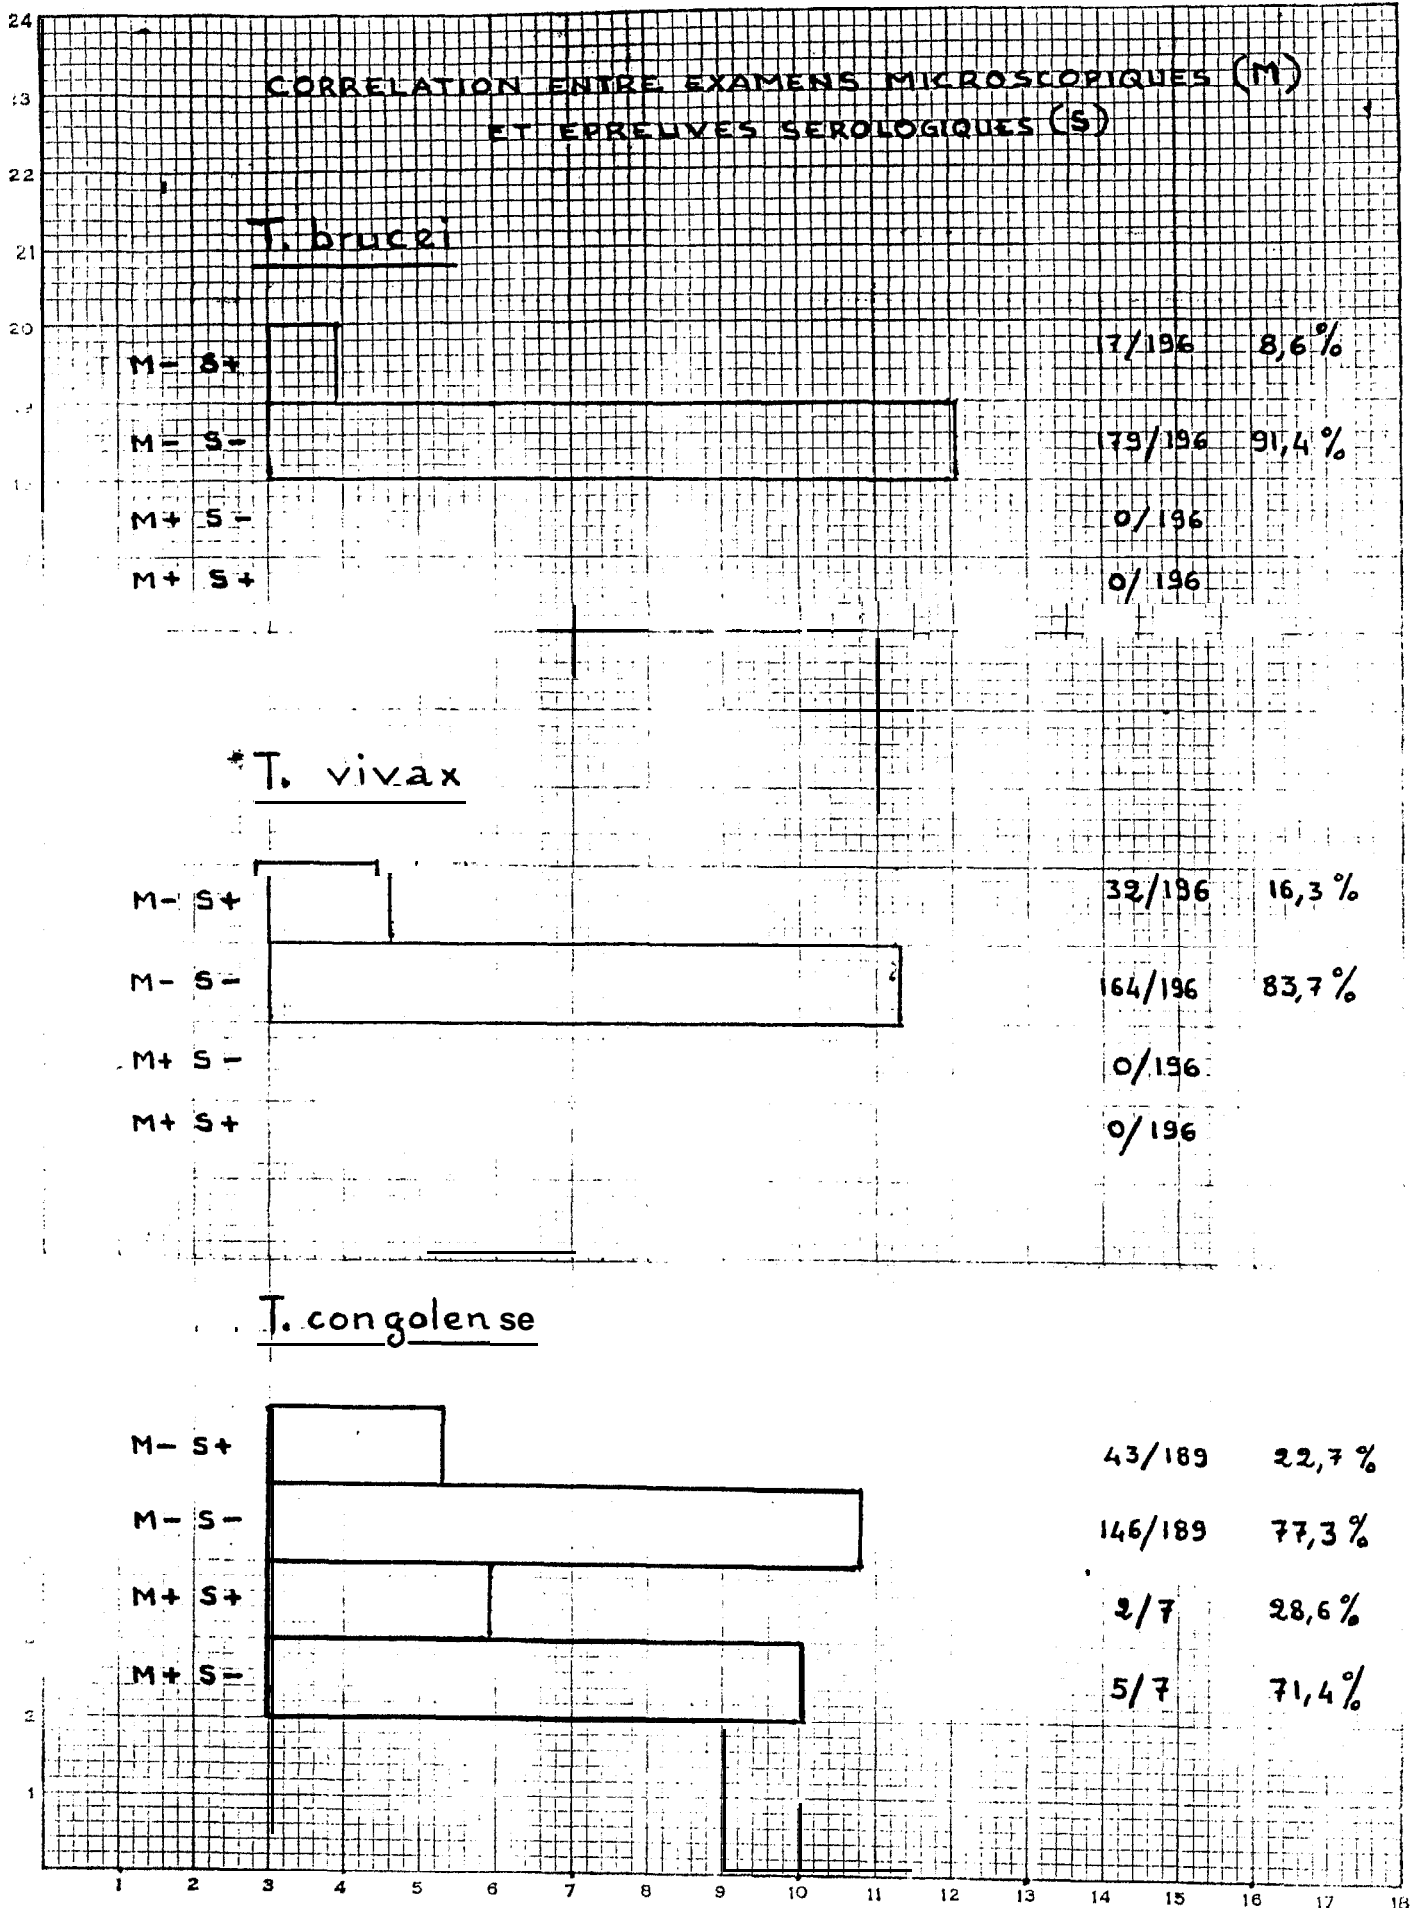 24
CORRELATION ENTRE EXAMENS MICROSCOPIQUES (M)
23
ET EPREUVES SEROLOGIQUES (S)
22
T. brucei
21
20
M- S+ 17/196 8,6 %
M- S- 179/196 91,4 %
M+ S- 0/196
M+ S+ 0/196
T. vivax
M- S+ 32/196 16,3 %
M- S- 164/196 83,7 %
M+ S- 0/196
M+ S+ 0/196
T. congolense
M- S+ 43/189 22,7 %
M- S- 146/189 77,3 %
M+ S+ 2/7 28,6 %
M+ S- 5/7 71,4 %
2
1
1 2 3 4 5 6 7 8 9 10 11 12 13 14 15 16 17 18